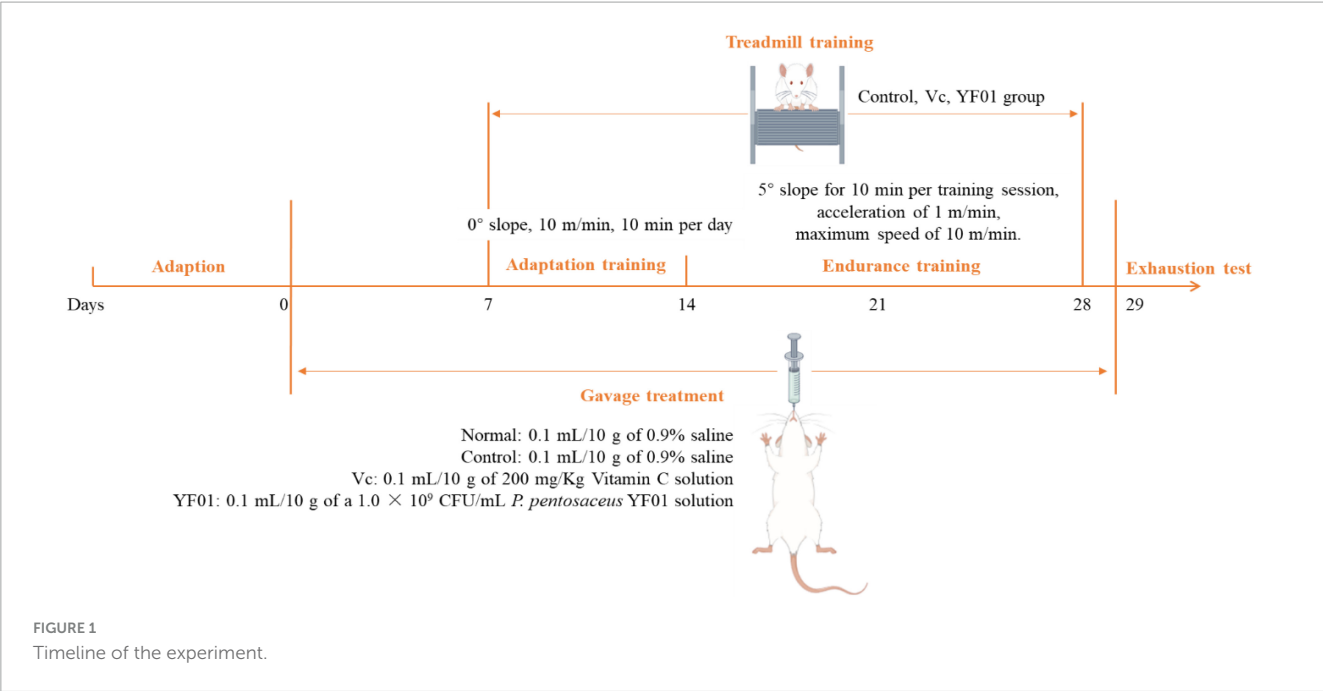 Treadmill training
Control, Vc, YF01 group
5° slope for 10 min per training session,
acceleration of 1 m/min,
maximum speed of 10 m/min.
0° slope, 10 m/min, 10 min per day
Adaption
Adaptation training
Endurance training
Exhaustion test
Days
0
7
14
21
28
29
Gavage treatment
Normal: 0.1 mL/10 g of 0.9% saline
Control: 0.1 mL/10 g of 0.9% saline
Vc: 0.1 mL/10 g of 200 mg/Kg Vitamin C solution
YF01: 0.1 mL/10 g of a 1.0 × 10⁹ CFU/mL P. pentosaceus YF01 solution
FIGURE 1
Timeline of the experiment.